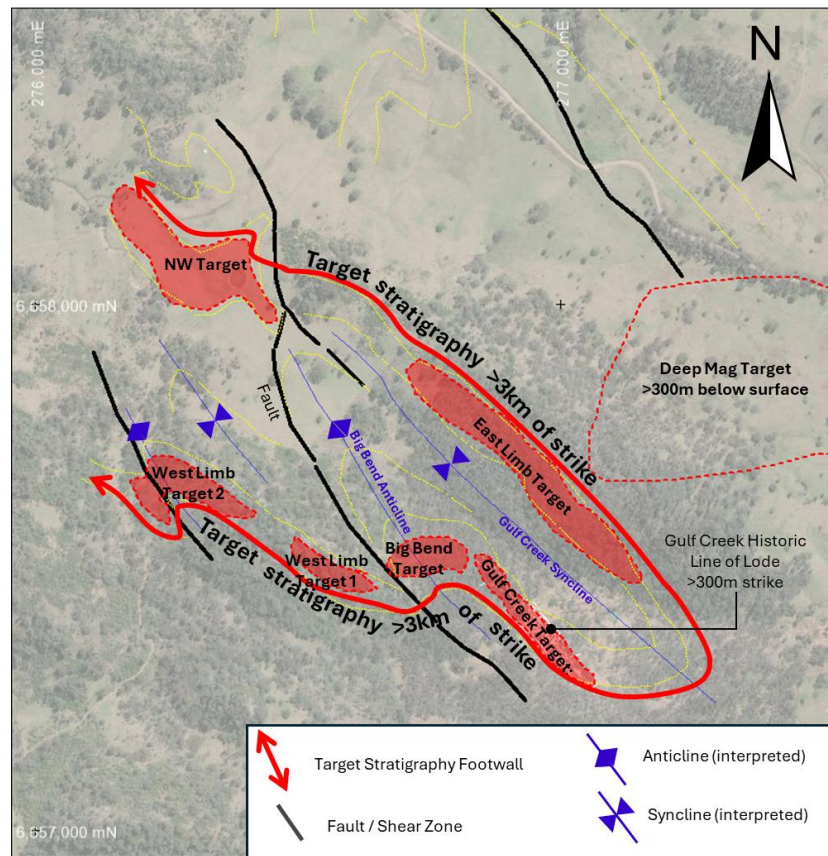 276,000 mE
277,000 mE
N
NW Target
Target stratigraphy >3km of strike
6,658,000 mN
Deep Mag Target
>300m below surface
Fault
Big Bend Anticline
East Limb Target
West Limb
Target 2
Gulf Creek Syncline
Gulf Creek Historic
Line of Lode
>300m strike
Big Bend
Target
West Limb
Target 1
Gulf Creek Target
Target stratigraphy >3km of strike
Target Stratigraphy Footwall
Anticline (interpreted)
Fault / Shear Zone
Syncline (interpreted)
6,657,000 mN